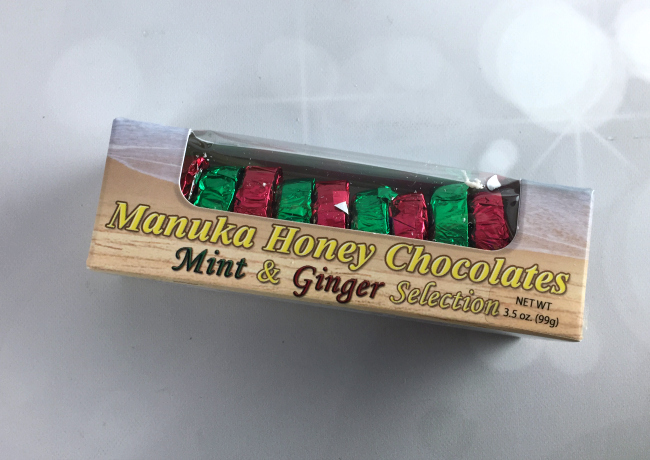 Manuka Honey Chocolates
Mint & Ginger Selection
NET WT
3.5 oz. (99g)